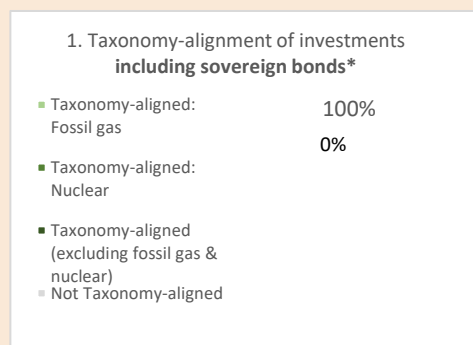 1. Taxonomy-alignment of investments
including sovereign bonds*
Taxonomy-aligned:
Fossil gas
100%
0%
Taxonomy-aligned:
Nuclear
Taxonomy-aligned
(excluding fossil gas &
nuclear)
Not Taxonomy-aligned